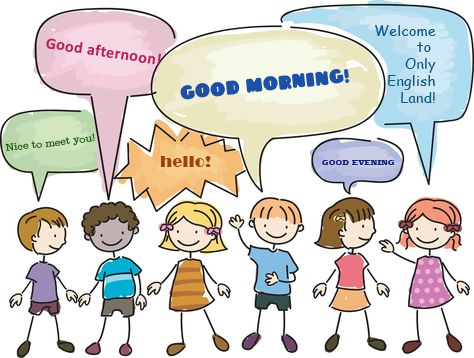 Good afternoon!
GOOD MORNING!
Welcome
to
Only
English
Land!
Nice to meet you!
hello!
GOOD EVENING